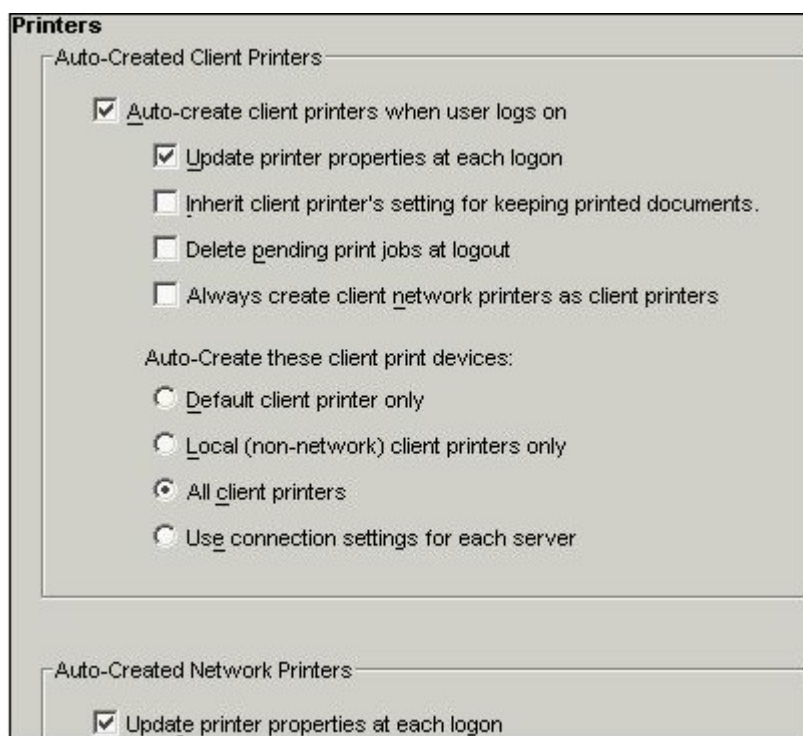 Printers
Auto-Created Client Printers
Auto-create client printers when user logs on
Update printer properties at each logon
Inherit client printer's setting for keeping printed documents.
Delete pending print jobs at logout
Always create client network printers as client printers
Auto-Create these client print devices:
Default client printer only
Local (non-network) client printers only
All client printers
Use connection settings for each server
Auto-Created Network Printers
Update printer properties at each logon